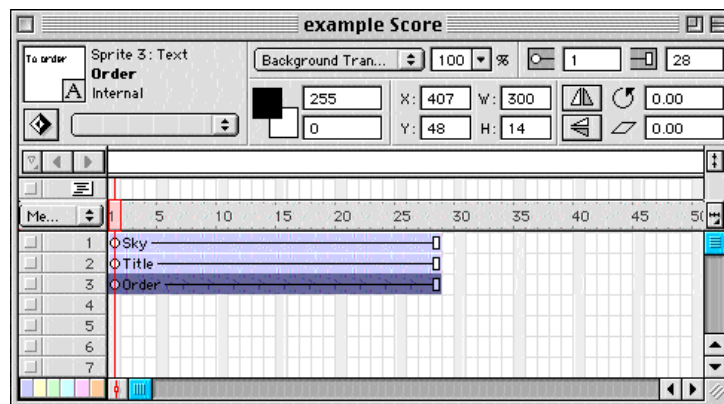 example Score
To order
Sprite 3: Text
Order
Internal
A
Background Tran... 100 % 1 28
255 X: 407 W: 300 0.00
0 Y: 48 H: 14 0.00
Me... 1 5 10 15 20 25 30 35 40 45 50
1 Sky
2 Title
3 Order
4
5
6
7